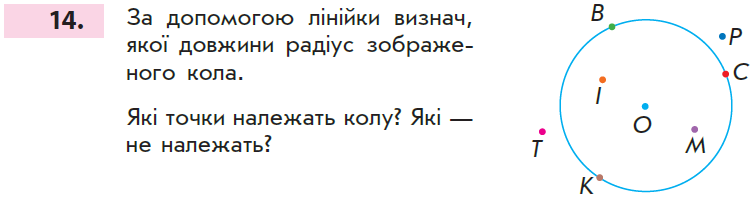 14.
За допомогою лінійки визнач,
якої довжини радіус зображе-
ного кола.
Які точки належать колу? Які —
не належать?
B
P
C
I
O
T
M
K